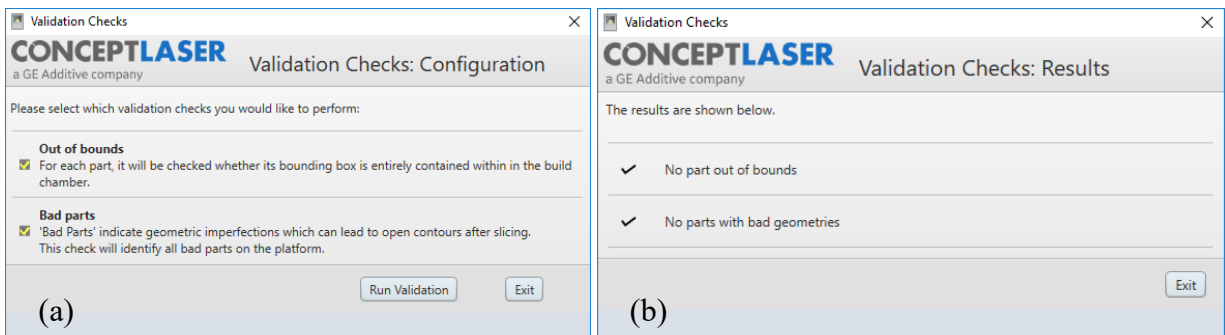 Validation Checks
CONCEPTLASER
a GE Additive company
Validation Checks: Configuration
Please select which validation checks you would like to perform:
Out of bounds
For each part, it will be checked whether its bounding box is entirely contained within in the build
chamber.
Bad parts
'Bad Parts' indicate geometric imperfections which can lead to open contours after slicing.
This check will identify all bad parts on the platform.
Run Validation
Exit
(a)
Validation Checks
CONCEPTLASER
a GE Additive company
Validation Checks: Results
The results are shown below.
No part out of bounds
No parts with bad geometries
Exit
(b)